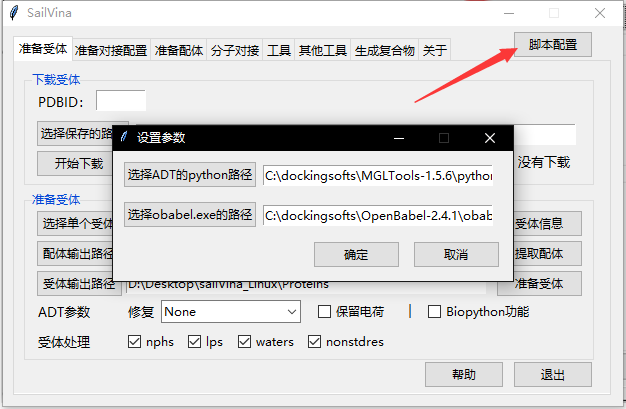 SailVina
脚本配置
准备受体 准备对接配置 准备配体 分子对接 工具 其他工具 生成复合物 关于
下载受体
PDBID:
选择保存的路
开始下载
没有下载
设置参数
选择ADT的python路径 C:\dockingsofts\MGLTools-1.5.6\python
选择obabel.exe的路径 C:\dockingsofts\OpenBabel-2.4.1\obab
确定 取消
准备受体
选择单个受体 受体信息
配体输出路径 提取配体
受体输出路径 D:\Desktop\sailVina_Linux\Proteins 准备受体
ADT参数 修复 None 保留电荷 | Biopython功能
受体处理 nphs lps waters nonstdres
帮助 退出